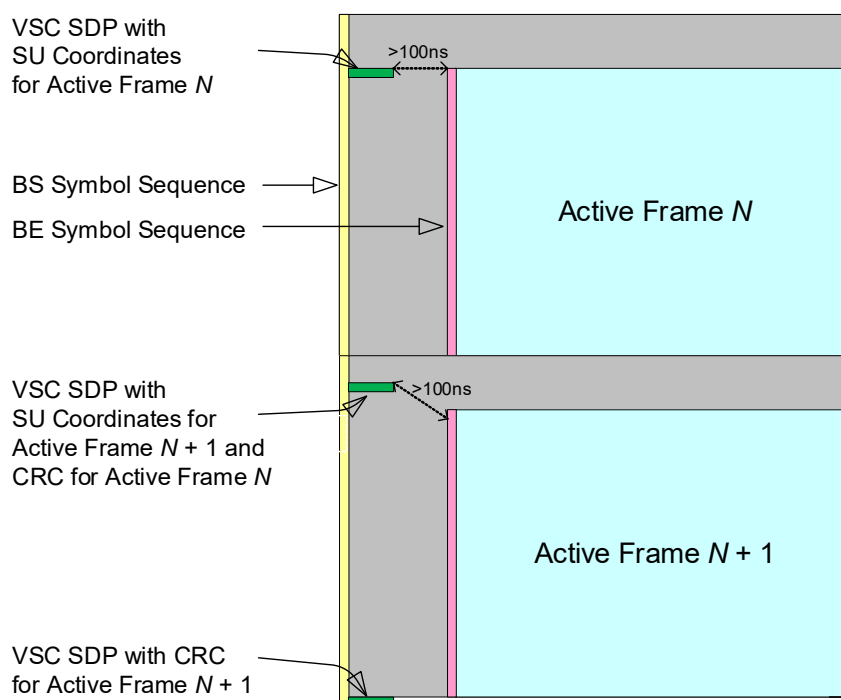 VSC SDP with
SU Coordinates
for Active Frame N
>100ns
BS Symbol Sequence
BE Symbol Sequence
Active Frame N
VSC SDP with
SU Coordinates for
Active Frame N + 1 and
CRC for Active Frame N
>100ns
Active Frame N + 1
VSC SDP with CRC
for Active Frame N + 1